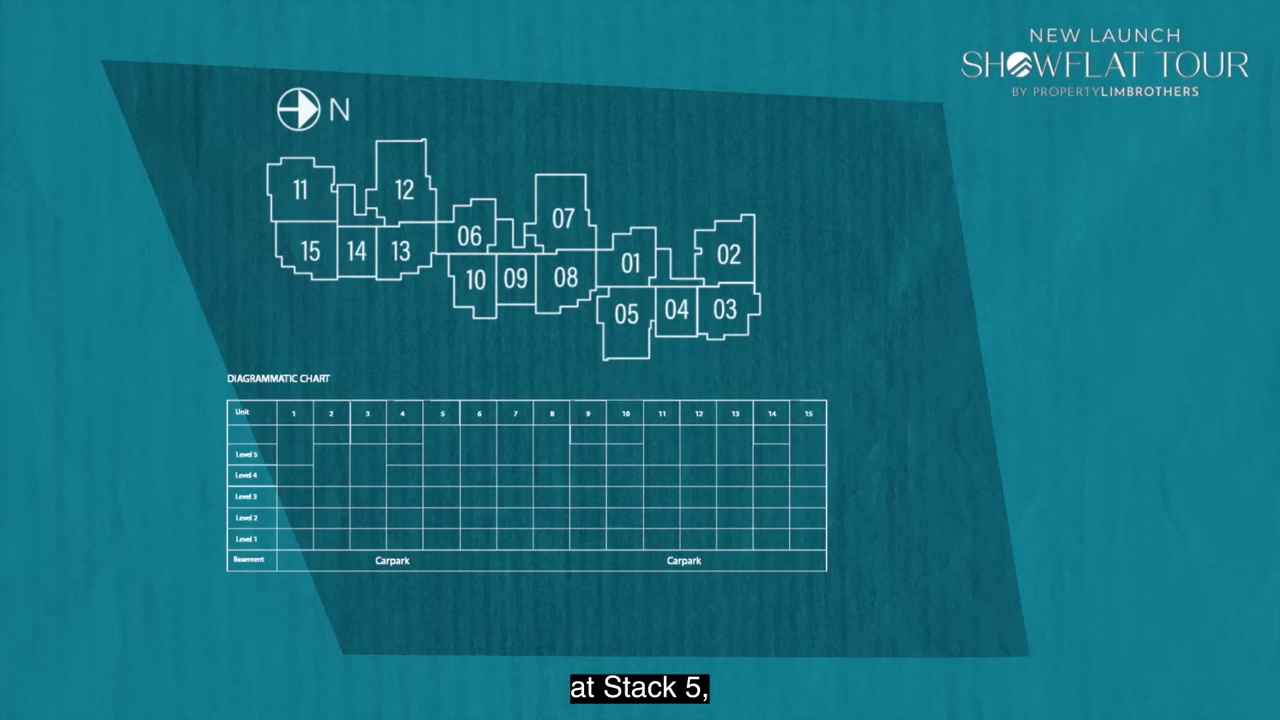 NEW LAUNCH
SHOWFLAT TOUR
BY PROPERTYLIMBROTHERS
N
11
12
15
14
13
06
07
10
09
08
01
02
05
04
03
DIAGRAMMATIC CHART
Unit 1 2 3 4 5 6 7 8 9 10 11 12 13 14 15
Level 5
Level 4
Level 3
Level 2
Level 1
Basement Carpark Carpark
at Stack 5,